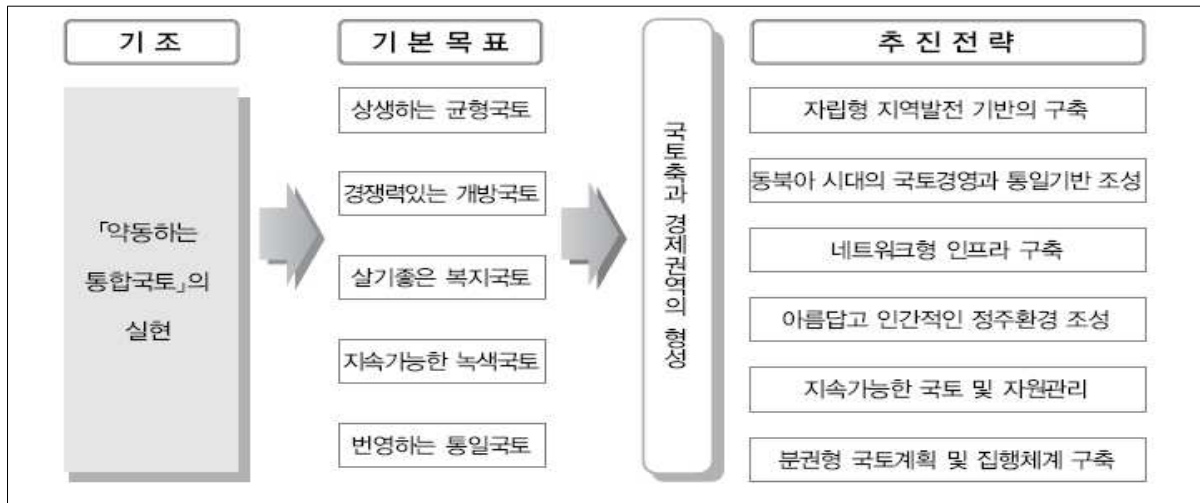 기 조
「약동하는
통합국토」의
실현
기 본 목 표
상생하는 균형국토
경쟁력있는 개방국토
살기좋은 복지국토
지속가능한 녹색국토
번영하는 통일국토
국토축과 경제권역의 형성
추 진 전 략
자립형 지역발전 기반의 구축
동북아 시대의 국토경영과 통일기반 조성
네트워크형 인프라 구축
아름답고 인간적인 정주환경 조성
지속가능한 국토 및 자원관리
분권형 국토계획 및 집행체계 구축